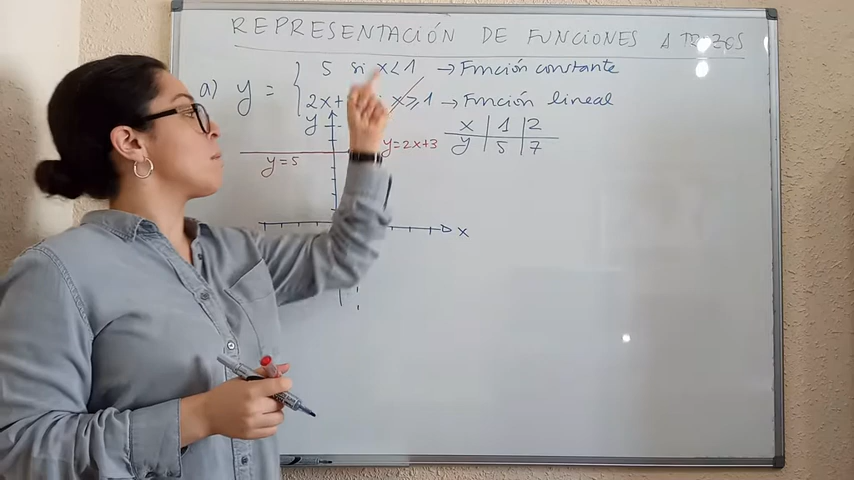 REPRESENTACIÓN DE FUNCIONES A
a) y = { 5 si x<1 → Función constante
2x+ x⩾1 → Función lineal
y
x | 1 | 2
y | 5 | 7
y=5
y=2x+3
x